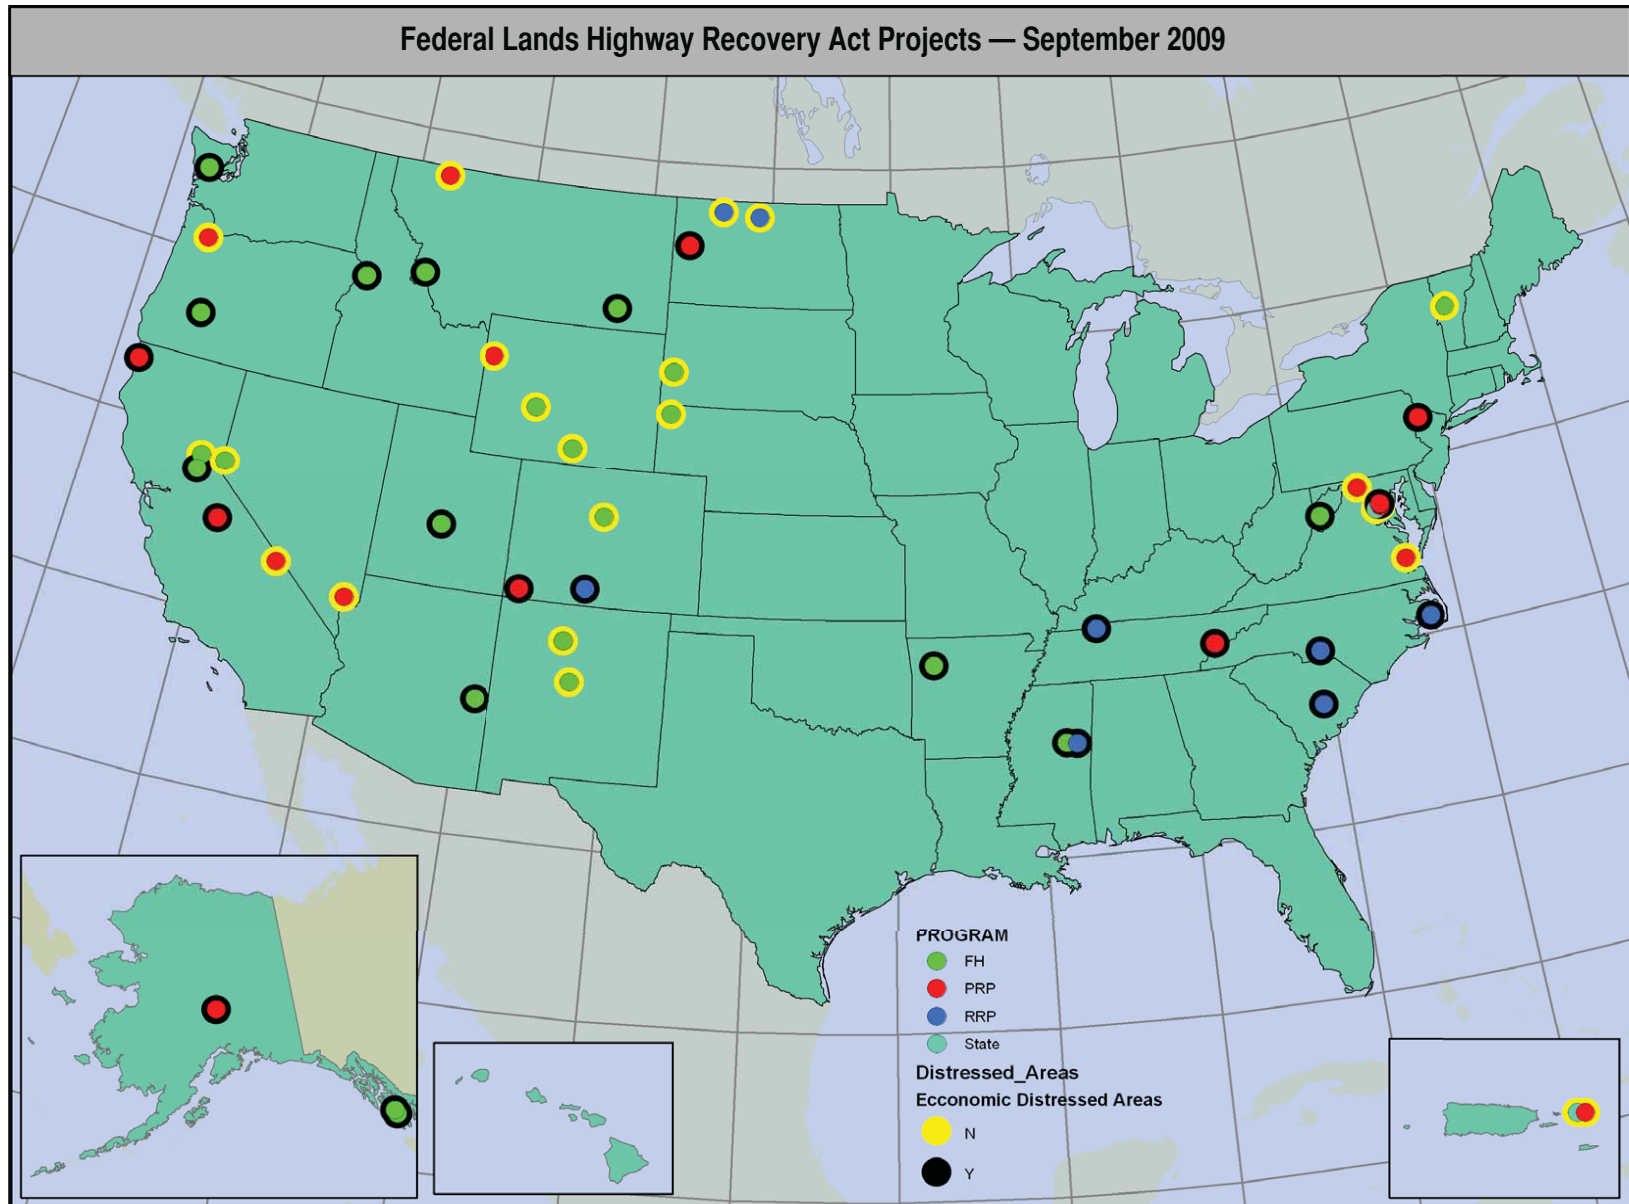 Federal Lands Highway Recovery Act Projects — September 2009
PROGRAM
FH
PRP
RRP
State
Distressed_Areas
Ecconomic Distressed Areas
N
Y